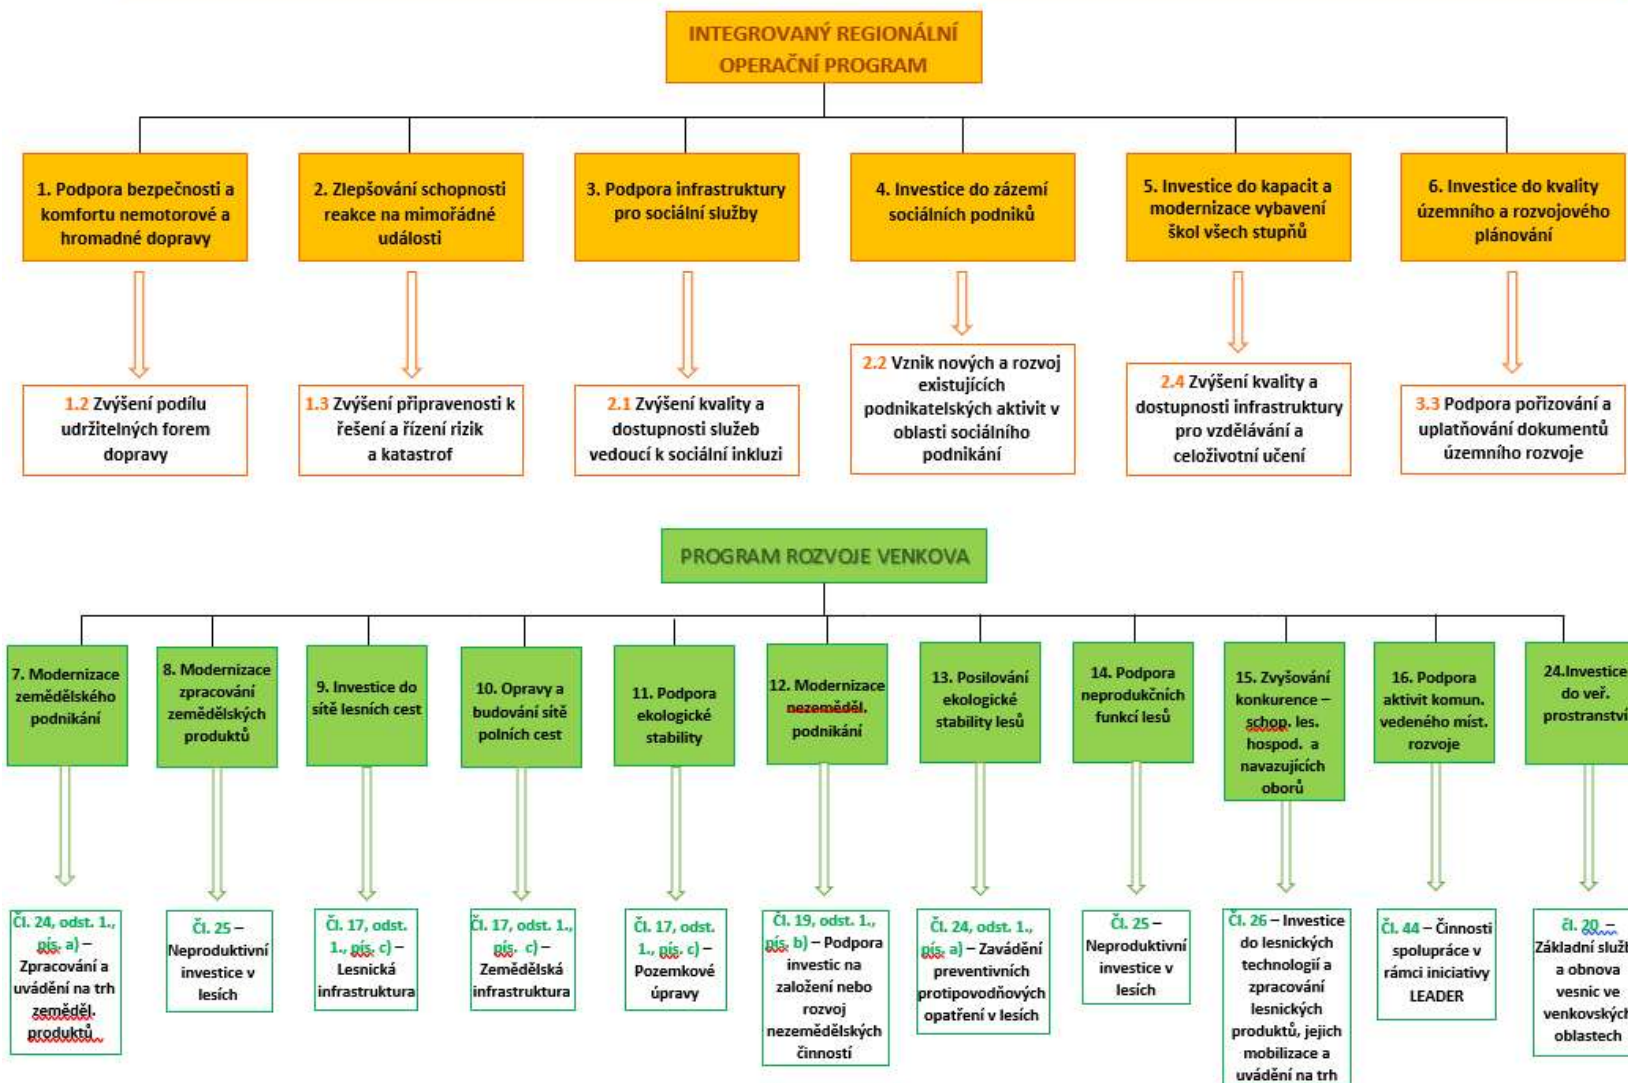 INTEGROVANÝ REGIONÁLNÍ
OPERAČNÍ PROGRAM
1. Podpora bezpečnosti a
komfortu nemotorové a
hromadné dopravy
2. Zlepšování schopnosti
reakce na mimořádné
události
3. Podpora infrastruktury
pro sociální služby
4. Investice do zázemí
sociálních podniků
5. Investice do kapacit a
modernizace vybavení
škol všech stupňů
6. Investice do kvality
územního a rozvojového
plánování
1.2 Zvýšení podílu
udržitelných forem
dopravy
1.3 Zvýšení připravenosti k
řešení a řízení rizik
a katastrof
2.1 Zvýšení kvality a
dostupnosti služeb
vedoucí k sociální inkluzi
2.2 Vznik nových a rozvoj
existujících
podnikatelských aktivit v
oblasti sociálního
podnikání
2.4 Zvýšení kvality a
dostupnosti infrastruktury
pro vzdělávání a
celoživotní učení
3.3 Podpora pořizování a
uplatňování dokumentů
územního rozvoje
PROGRAM ROZVOJE VENKOVA
7. Modernizace
zemědělského
podnikání
8. Modernizace
zpracování
zemědělských
produktů
9. Investice do
sítě lesních cest
10. Opravy a
budování sítě
polních cest
11. Podpora
ekologické
stability
12. Modernizace
nezeměděl.
podnikání
13. Posilování
ekologické
stability lesů
14. Podpora
neprodukčních
funkcí lesů
15. Zvyšování
konkurence –
schop. les.
hospod. a
navazujících
oborů
16. Podpora
aktivit komun.
vedeného míst.
rozvoje
24.Investice
do veř.
prostranství
Čl. 24, odst. 1.,
pís. a) –
Zpracování a
uvádění na trh
zeměděl.
produktů
Čl. 25 –
Neproduktivní
investice v
lesích
Čl. 17, odst.
1., pís. c) –
Lesnická
infrastruktura
Čl. 17, odst. 1.,
pís. c) –
Zemědělská
infrastruktura
Čl. 17, odst.
1., pís. c) –
Pozemkové
úpravy
Čl. 19, odst. 1.,
pís. b) – Podpora
investic na
založení nebo
rozvoj
nezemědělských
činností
Čl. 24, odst. 1.,
pís. a) – Zavádění
preventivních
protipovodňových
opatření v lesích
Čl. 25 –
Neproduktivní
investice v
lesích
Čl. 26 – Investice
do lesnických
technologií a
zpracování
lesnických
produktů, jejich
mobilizace a
uvádění na trh
Čl. 44 – Činnosti
spolupráce v
rámci iniciativy
LEADER
čl. 20 –
Základní služb
a obnova
vesnic ve
venkovských
oblastech